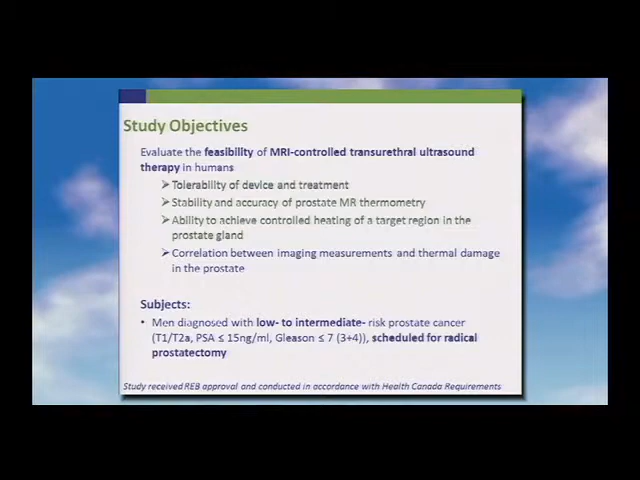 Study Objectives
Evaluate the feasibility of MRI-controlled transurethral ultrasound
therapy in humans
➢ Tolerability of device and treatment
➢ Stability and accuracy of prostate MR thermometry
➢ Ability to achieve controlled heating of a target region in the
prostate gland
➢ Correlation between imaging measurements and thermal damage
in the prostate
Subjects:
• Men diagnosed with low- to intermediate- risk prostate cancer
(T1/T2a, PSA ≤ 15ng/ml, Gleason ≤ 7 (3+4)), scheduled for radical
prostatectomy
Study received REB approval and conducted in accordance with Health Canada Requirements